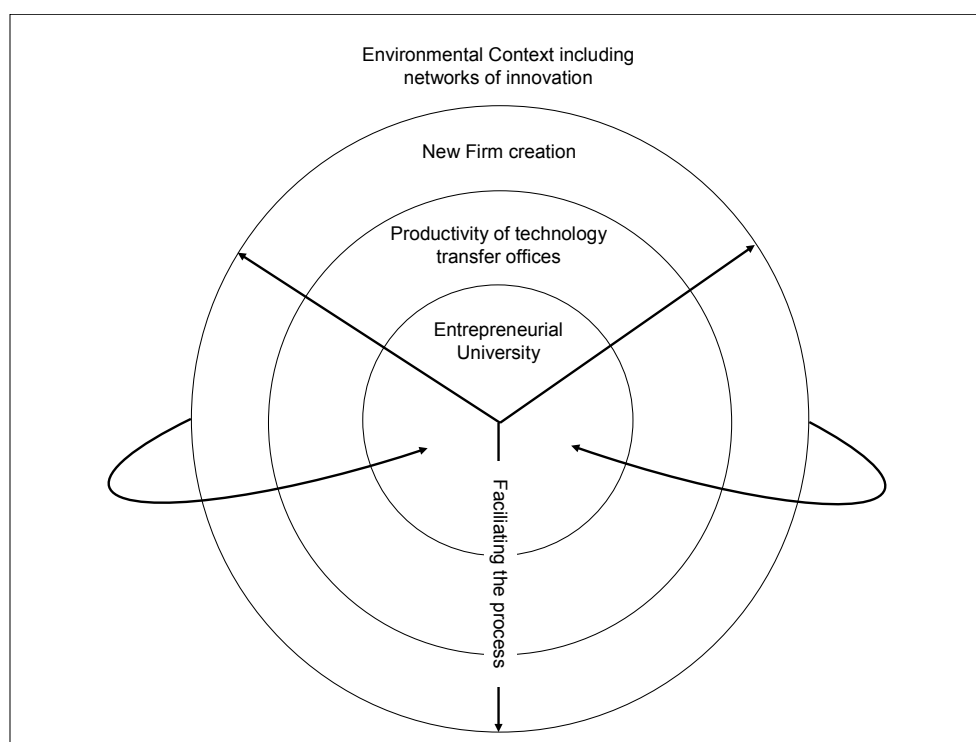 Environmental Context including
networks of innovation
New Firm creation
Productivity of technology
transfer offices
Entrepreneurial
University
Faciliating the process